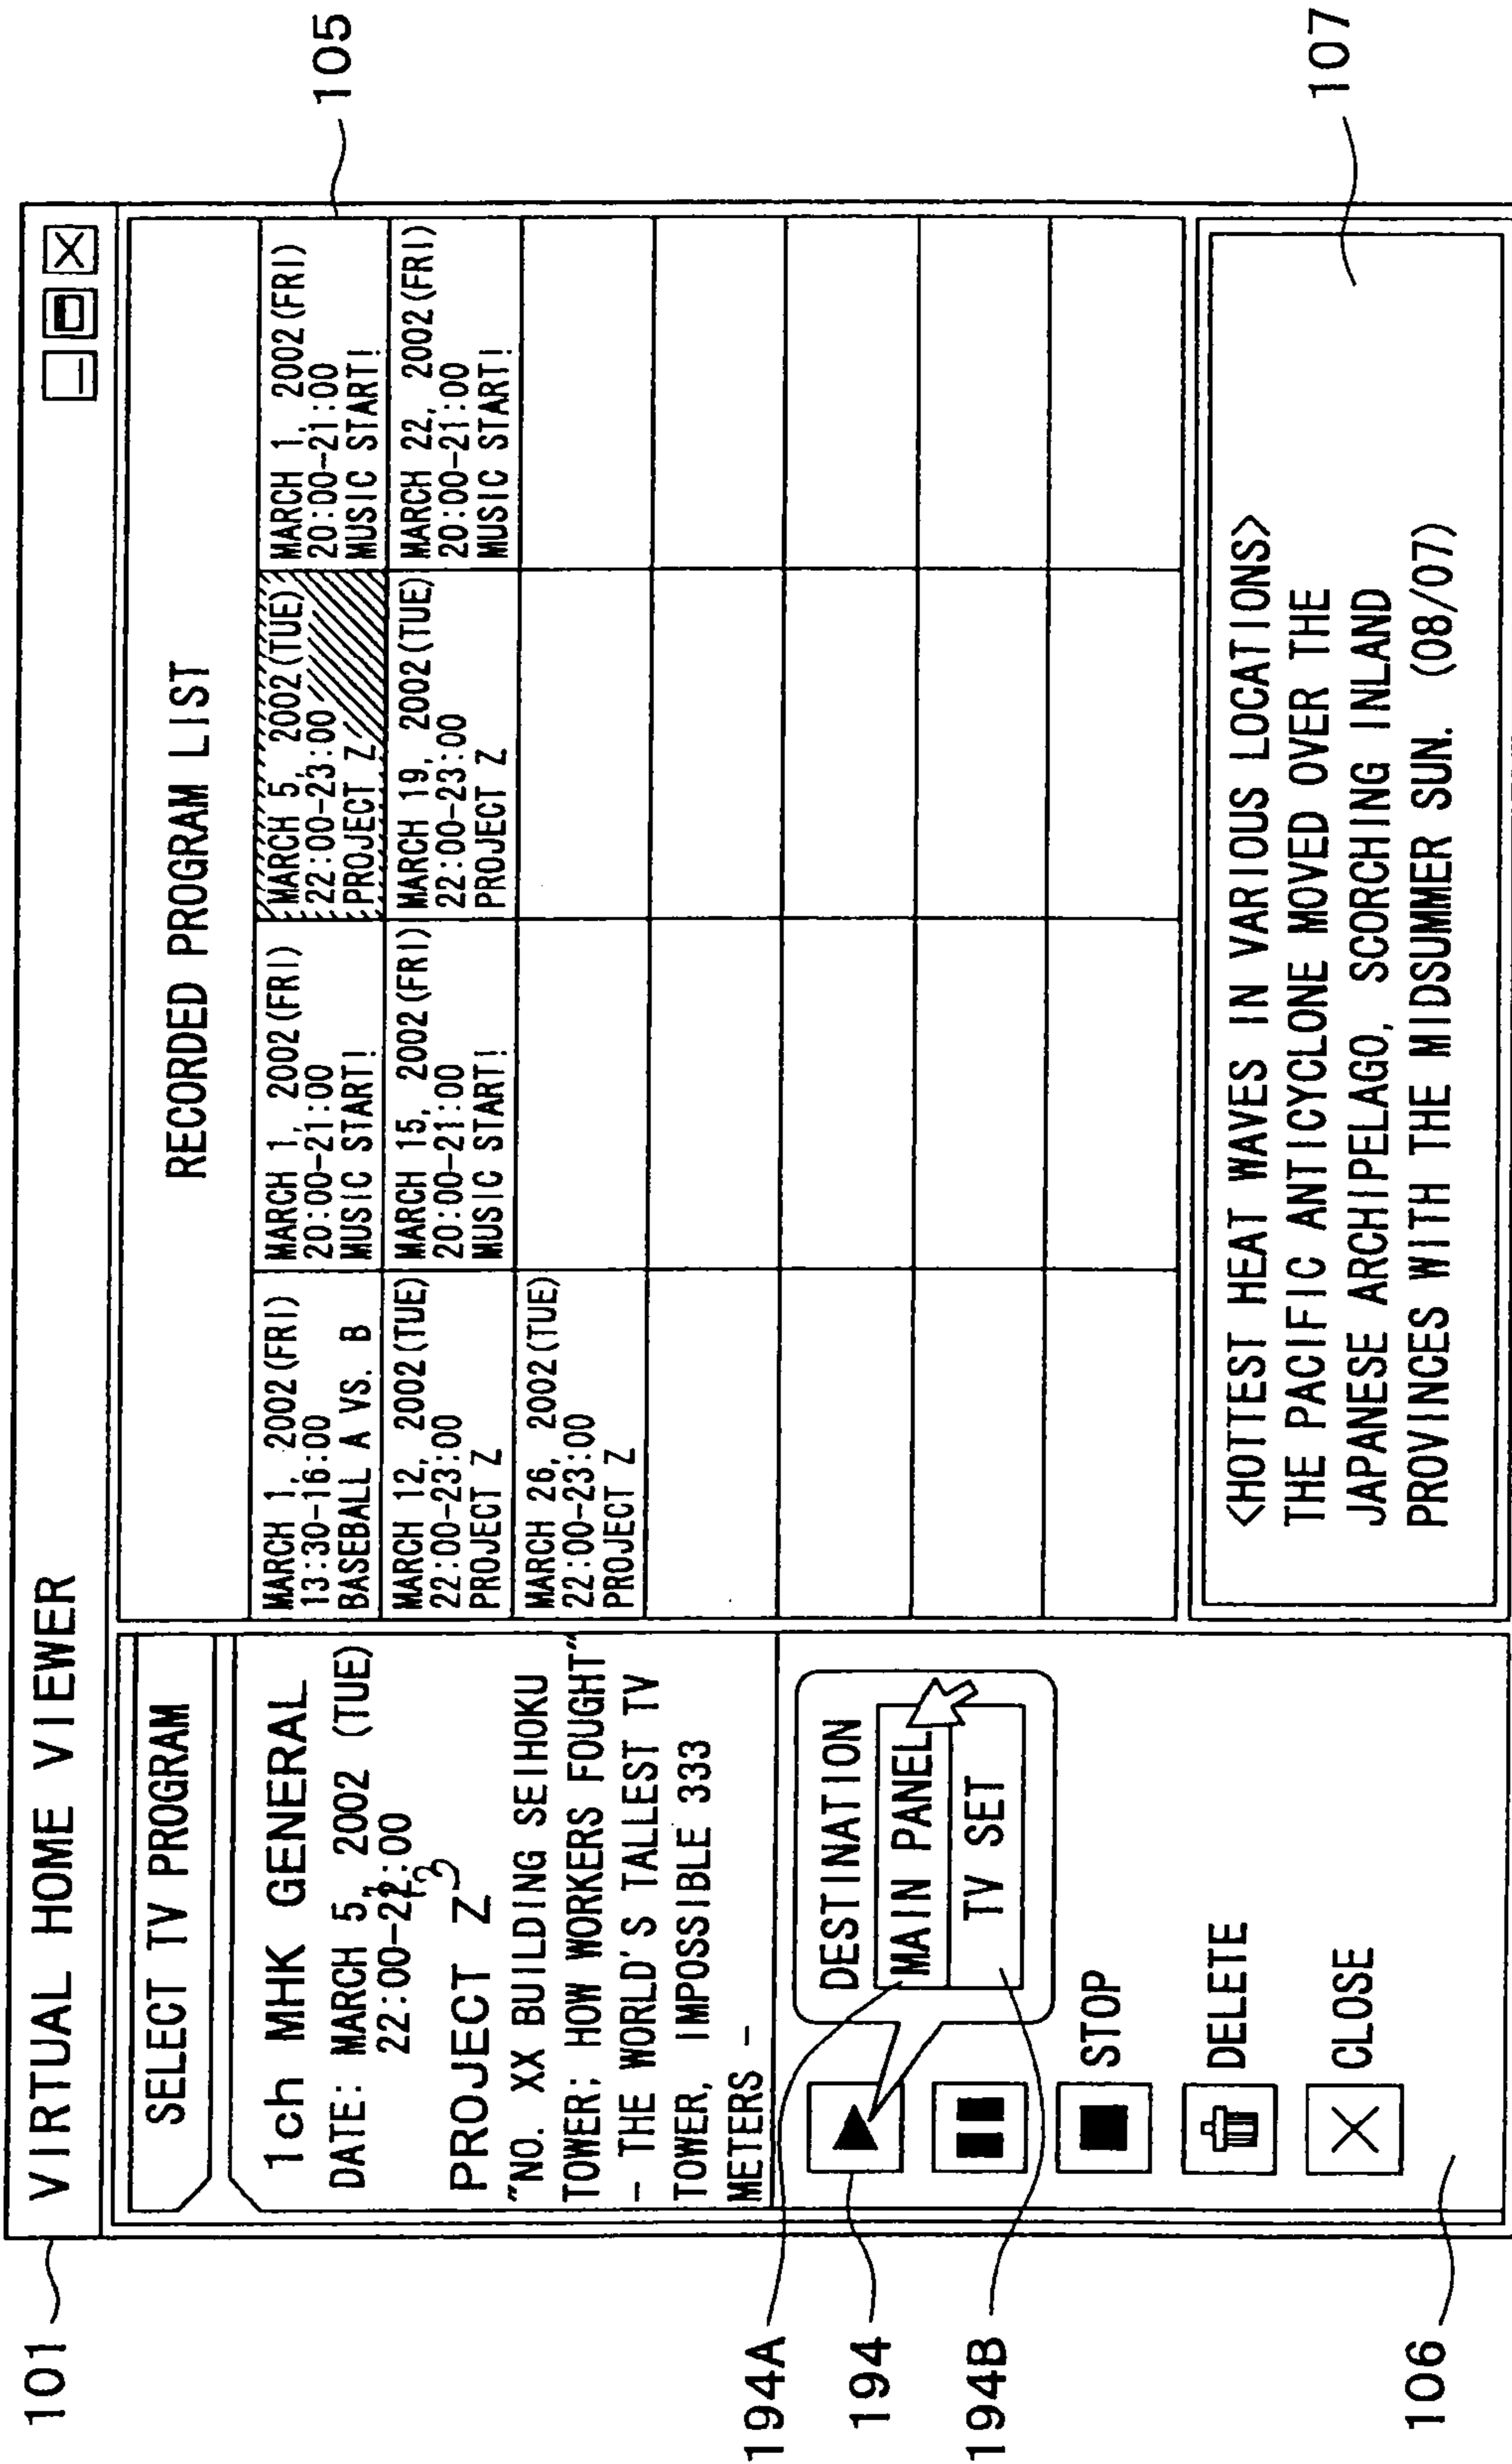 101
VIRTUAL HOME VIEWER
SELECT TV PROGRAM
1ch MHK GENERAL
DATE: MARCH 5, 2002 (TUE)
22:00-22:00
3
PROJECT Z
"NO. XX BUILDING SEIHOKU
TOWER; HOW WORKERS FOUGHT"
- THE WORLD'S TALLEST TV
TOWER, IMPOSSIBLE 333
METERS -
194A
194
194B
DESTINATION
MAIN PANEL
TV SET
STOP
DELETE
CLOSE
106
RECORDED PROGRAM LIST
105
MARCH 1, 2002(FRI)
13:30-16:00
BASEBALL A VS. B
MARCH 1, 2002(FRI)
20:00-21:00
MUSIC START!
MARCH 5, 2002(TUE)
22:00-23:00
PROJECT Z
MARCH 1, 2002(FRI)
20:00-21:00
MUSIC START!
MARCH 12, 2002(TUE)
22:00-23:00
PROJECT Z
MARCH 15, 2002(FRI)
20:00-21:00
MUSIC START!
MARCH 19, 2002(TUE)
22:00-23:00
PROJECT Z
MARCH 22, 2002(FRI)
20:00-21:00
MUSIC START!
MARCH 26, 2002(TUE)
22:00-23:00
PROJECT Z
<HOTTEST HEAT WAVES IN VARIOUS LOCATIONS>
THE PACIFIC ANTICYCLONE MOVED OVER THE
JAPANESE ARCHIPELAGO, SCORCHING INLAND
PROVINCES WITH THE MIDSUMMER SUN. (08/07)
107